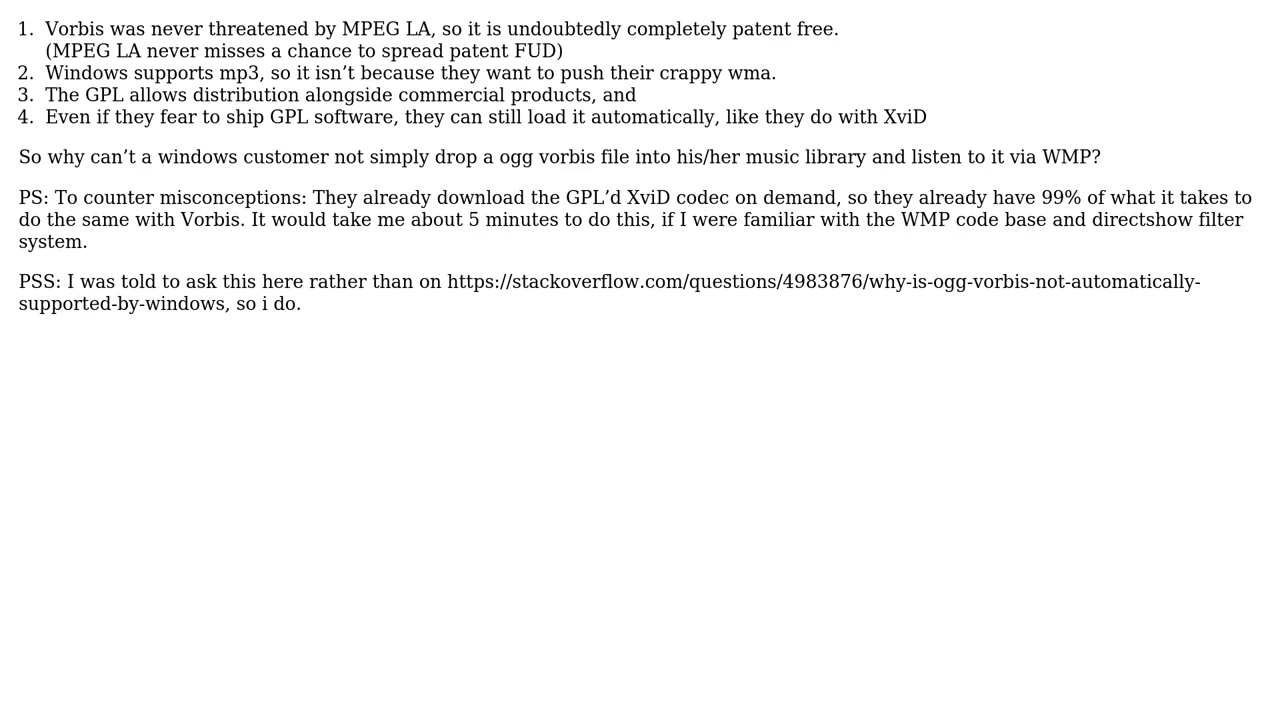 1. Vorbis was never threatened by MPEG LA, so it is undoubtedly completely patent free.
(MPEG LA never misses a chance to spread patent FUD)
2. Windows supports mp3, so it isn’t because they want to push their crappy wma.
3. The GPL allows distribution alongside commercial products, and
4. Even if they fear to ship GPL software, they can still load it automatically, like they do with XviD
So why can’t a windows customer not simply drop a ogg vorbis file into his/her music library and listen to it via WMP?
PS: To counter misconceptions: They already download the GPL’d XviD codec on demand, so they already have 99% of what it takes to
do the same with Vorbis. It would take me about 5 minutes to do this, if I were familiar with the WMP code base and directshow filter
system.
PSS: I was told to ask this here rather than on https://stackoverflow.com/questions/4983876/why-is-ogg-vorbis-not-automatically-
supported-by-windows, so i do.